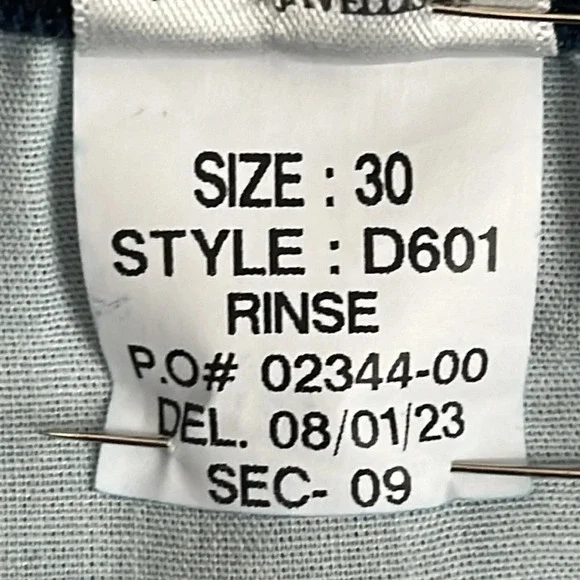 SIZE : 30
STYLE : D601
RINSE
P.O# 02344-00
DEL. 08/01/23
SEC- 09